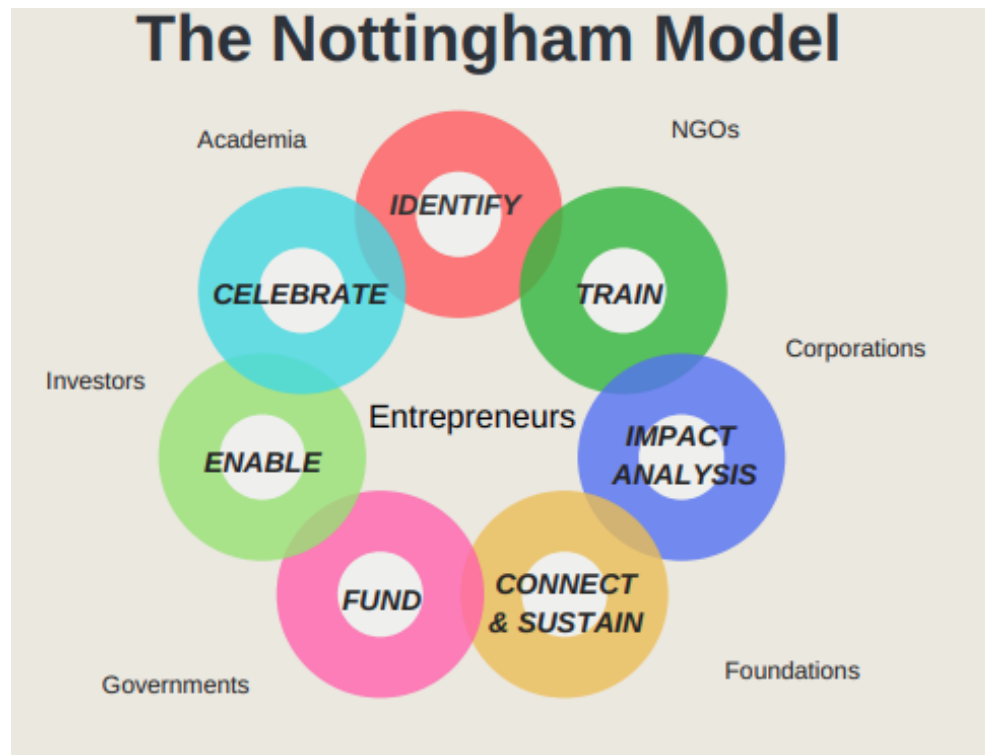 The Nottingham Model
Academia
NGOs
IDENTIFY
CELEBRATE
TRAIN
Corporations
Investors
Entrepreneurs
IMPACT
ANALYSIS
ENABLE
FUND
CONNECT
& SUSTAIN
Governments
Foundations